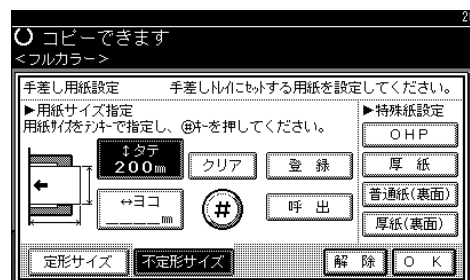 2
コピーできます
<フルカラー>
手差し用紙設定 手差しトレイにセットする用紙を設定してください。
▶用紙サイズ指定
用紙サイズをテンキーで指定し、#キーを押してください。
▶特殊紙設定
↕タテ
200mm
クリア
登 録
OHP
厚 紙
↔ヨコ
mm
#
呼 出
普通紙(裏面)
厚紙(裏面)
定形サイズ
不定形サイズ
解 除
O K